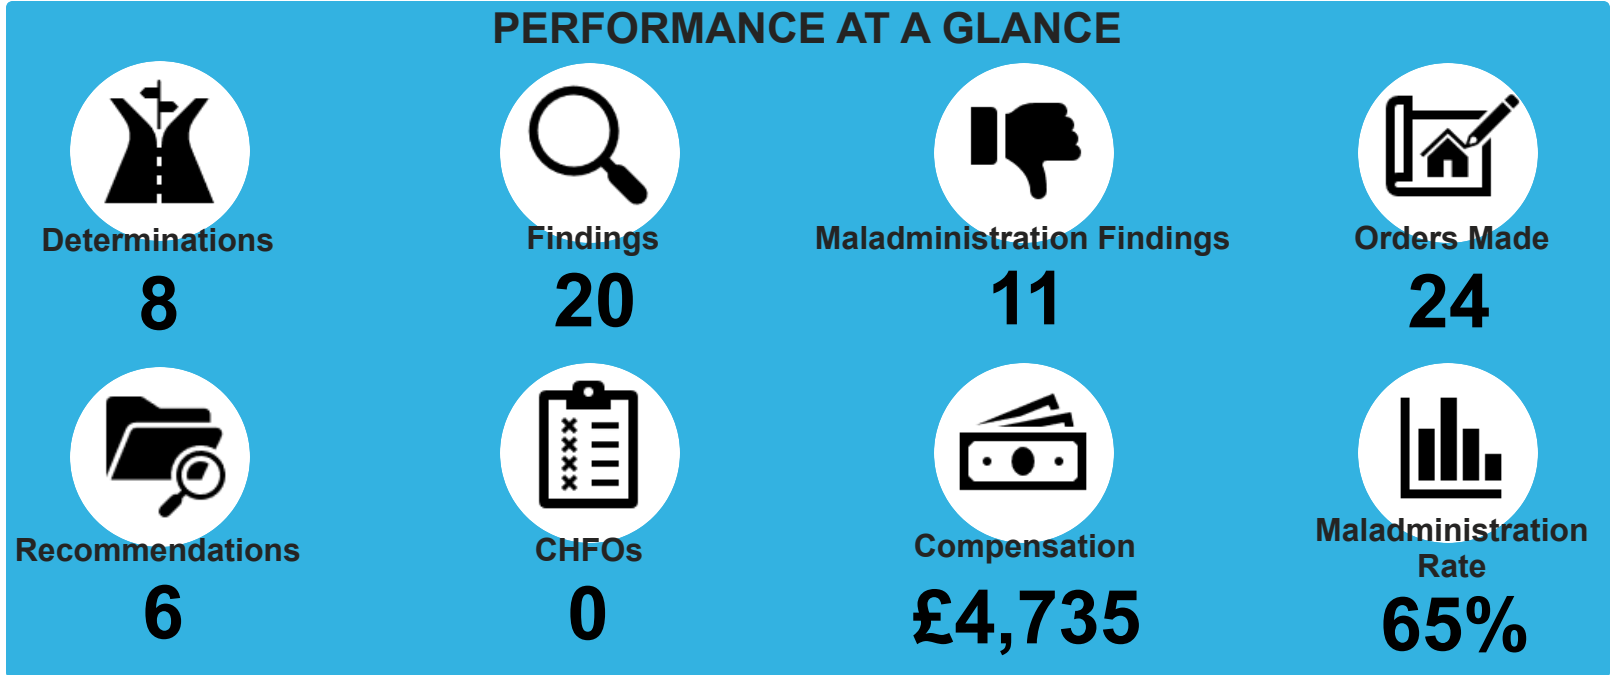 PERFORMANCE AT A GLANCE
Determinations
8
Findings
20
Maladministration Findings
11
Orders Made
24
Recommendations
6
CHFOs
0
Compensation
£4,735
Maladministration
Rate
65%